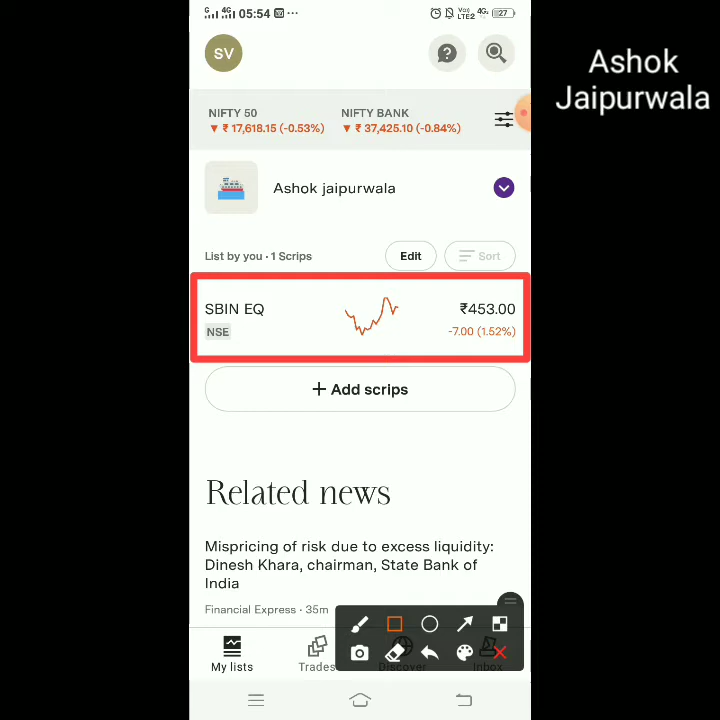 05:54
27
Ashok
Jaipurwala
SV
NIFTY 50
NIFTY BANK
▼ ₹ 17,618.15 (-0.53%)
▼ ₹ 37,425.10 (-0.84%)
Ashok jaipurwala
List by you • 1 Scrips
Edit
Sort
SBIN EQ
₹453.00
NSE
-7.00 (1.52%)
+ Add scrips
Related news
Mispricing of risk due to excess liquidity:
Dinesh Khara, chairman, State Bank of
India
Financial Express • 35m
My lists
Trades
Discover
Inbox